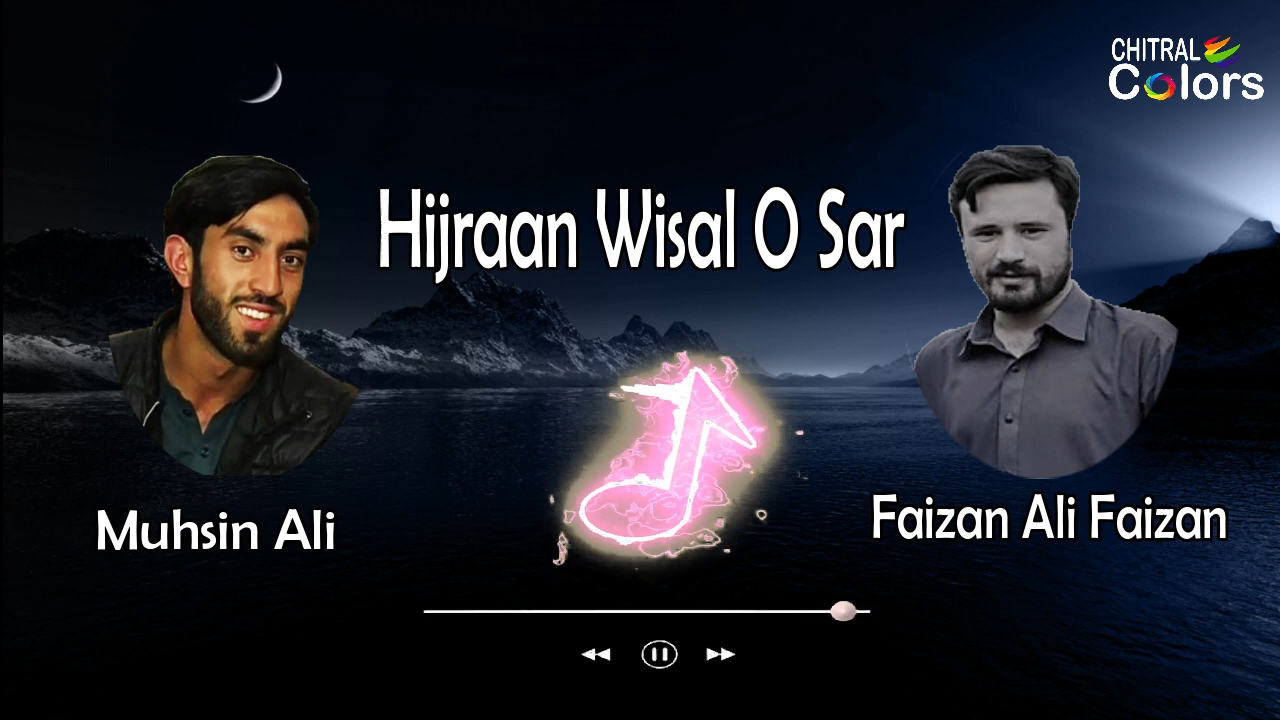 CHITRAL
Colors
Hijraan Wisal O Sar
Muhsin Ali
Faizan Ali Faizan